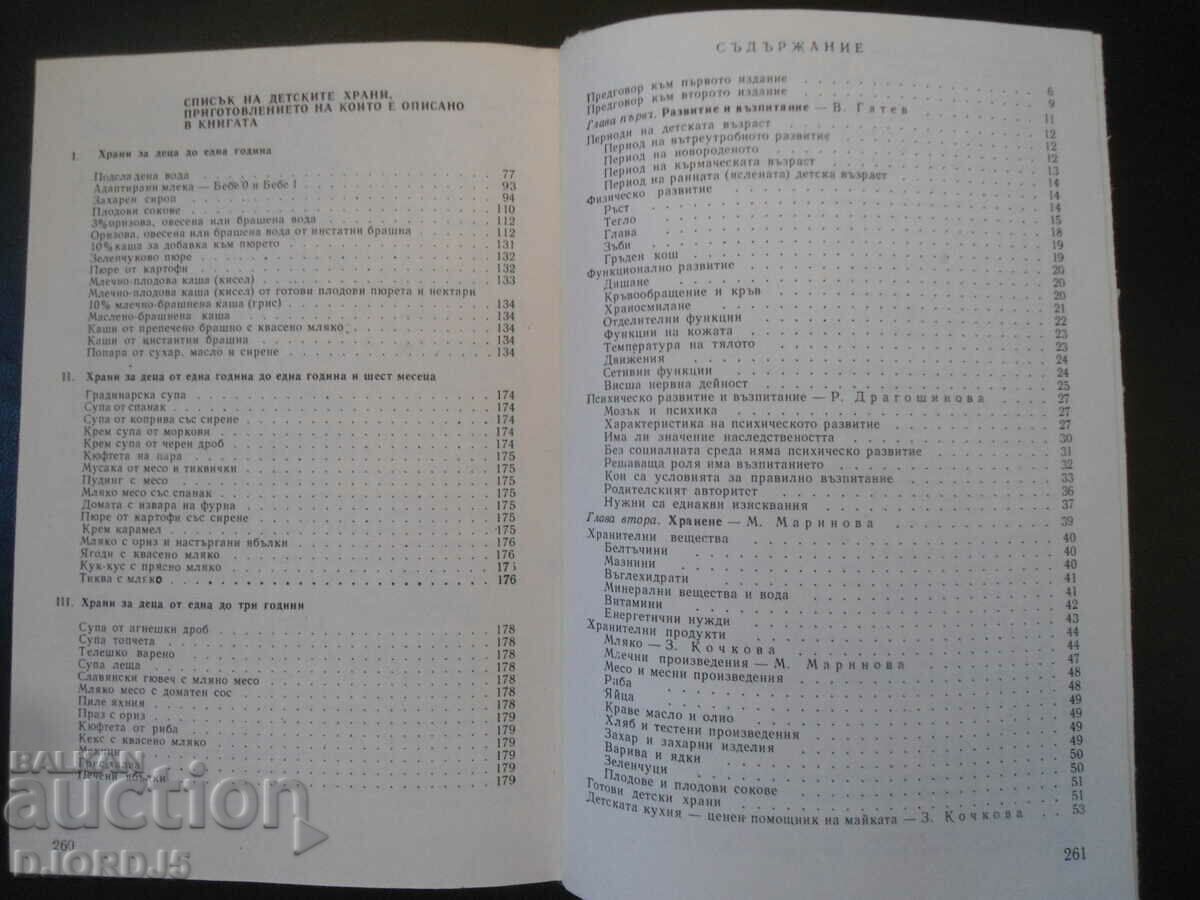 СПИСЪК НА ДЕТСКИТЕ ХРАНИ,
ПРИГОТОВЛЕНИЕТО НА КОИТО Е ОПИСАНО
В КНИГАТА
I. Храни за деца до една година
Подсладена вода 77
Адаптирани млека — Бебе 0 и Бебе 1 93
Захарен сироп 94
Плодови сокове 110
3% оризова, овесена или брашена вода 112
Оризова, овесена или брашена вода от инстатни брашна 112
10% каша за добавка към пюрето 131
Зеленчуково пюре 132
Пюре от картофи 132
Млечно-плодова каша (кисел) 133
Млечно-плодова каша (кисел) от готови плодови пюрета и нектари
10% млечно-брашнева каша (грис) 134
Маслено-брашнева каша 134
Каши от препечено брашно с квасено мляко 134
Каши от инстантни брашна 134
Попара от сухар, масло и сирене 134
II. Храни за деца от една година до една година и шест месеца
Градинарска супа 174
Супа от спанак 174
Супа от коприва със сирене 174
Крем супа от моркови 174
Крем супа от черен дроб 174
Кюфтета на пара 175
Мусака от месо и тиквички 175
Пудинг с месо 175
Мляко месо със спанак 175
Домати с извара на фурна 175
Пюре от картофи със сирене 175
Крем карамел 175
Мляко с ориз и настъргани ябълки 176
Ягоди с квасено мляко 176
Кук-кус с прясно мляко
Тиква с мляко 176
III. Храни за деца от една до три години
Супа от агнешки дроб 178
Супа топчета 178
Телешко варено 178
Супа леща 178
Славянски гювеч с мляно месо 178
Мляко месо с доматен сос 178
Пиле яхния 178
Праз с ориз 179
Кюфтета от риба 179
Кекс с квасено мляко 179
Мекици 179
179
Печени ябълки 179
260
BALKAN
auction
D.JORDJ5
СЪДЪРЖАНИЕ
Предговор към първото издание 6
Предговор към второто издание 9
Глава първа. Развитие и възпитание — В. Гятев 11
Периоди на детската възраст 12
Период на вътреутробното развитие 12
Период на новороденото 12
Период на кърмаческата възраст 13
Период на ранната (яслената) детска възраст 14
Физическо развитие 14
Ръст 14
Тегло 15
Глава 18
Зъби 19
Гръден кош 19
Функционално развитие 20
Дишане 20
Кръвообращение и кръв 20
Храносмилане 21
Отделителни функции 22
Функции на кожата 23
Температура на тялото 23
Движения 24
Сетивни функции 24
Висша нервна дейност 25
Психическо развитие и възпитание — Р. Драгошинова 27
Мозък и психика 27
Характеристика на психическото развитие 27
Има ли значение наследствеността 30
Без социалната среда няма психическо развитие 31
Решаваща роля има възпитанието 32
Кои са условията за правилно възпитание 33
Родителският авторитет 36
Нужни са еднакви изисквания 37
Глава втора. Хранене — М. Маринова 39
Хранителни вещества 40
Белтъчини 40
Мазнини 40
Въглехидрати 41
Минерални вещества и вода 41
Витамини 42
Енергетични нужди 43
Хранителни продукти 44
Мляко — З. Кочкова 44
Млечни произведения — М. Маринова 47
Месо и месни произведения 48
Риба 48
Яйца 49
Краве масло и олио 49
Хляб и тестени произведения 49
Захар и захарни изделия 49
Варива и ядки 50
Зеленчуци 50
Плодове и плодови сокове 51
Готови детски храни 51
Детската кухня — ценен помощник на майката — З. Кочкова 53
261